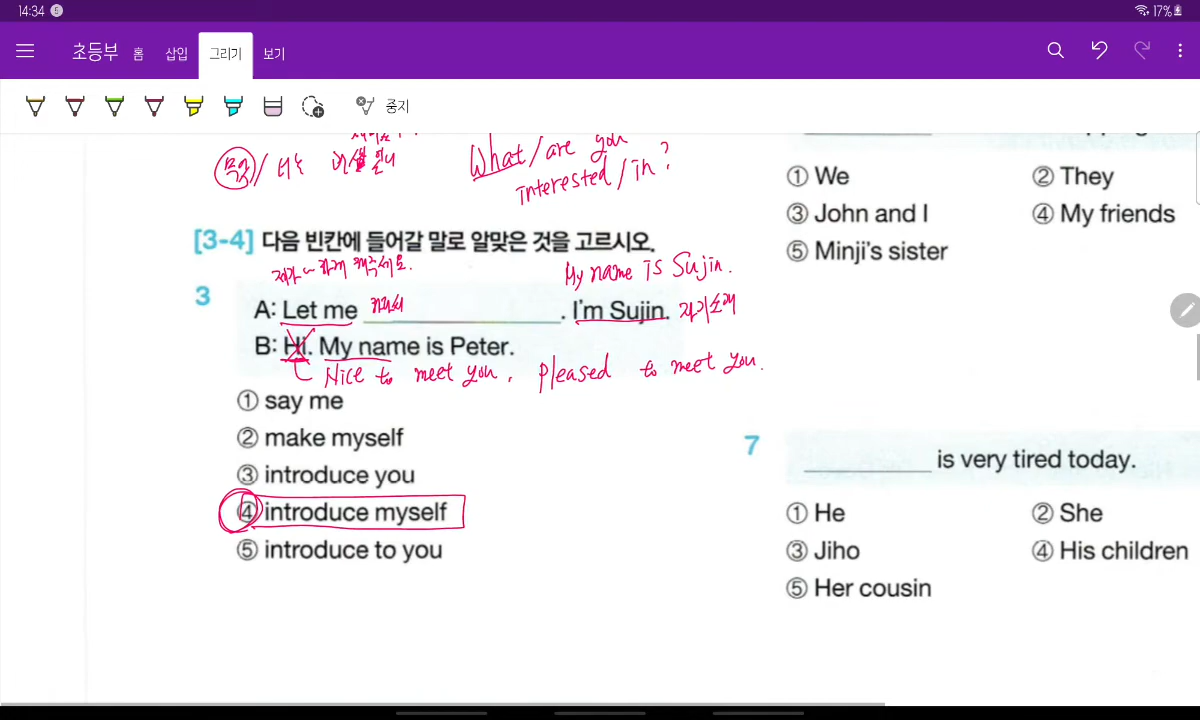 14:34 5 17%
초등부 홈 삽입 그리기 보기
중지
무엇 / 너는
What / are you
interested / in ?
[3-4] 다음 빈칸에 들어갈 말로 알맞은 것을 고르시오.
My name is Sujin.
3
A: Let me ____________. I'm Sujin. 자기소개
B: Hi. My name is Peter.
Nice to meet you, pleased to meet you.
① say me
② make myself
③ introduce you
④ introduce myself
⑤ introduce to you
① We ② They
③ John and I ④ My friends
⑤ Minji's sister
7
____________ is very tired today.
① He ② She
③ Jiho ④ His children
⑤ Her cousin